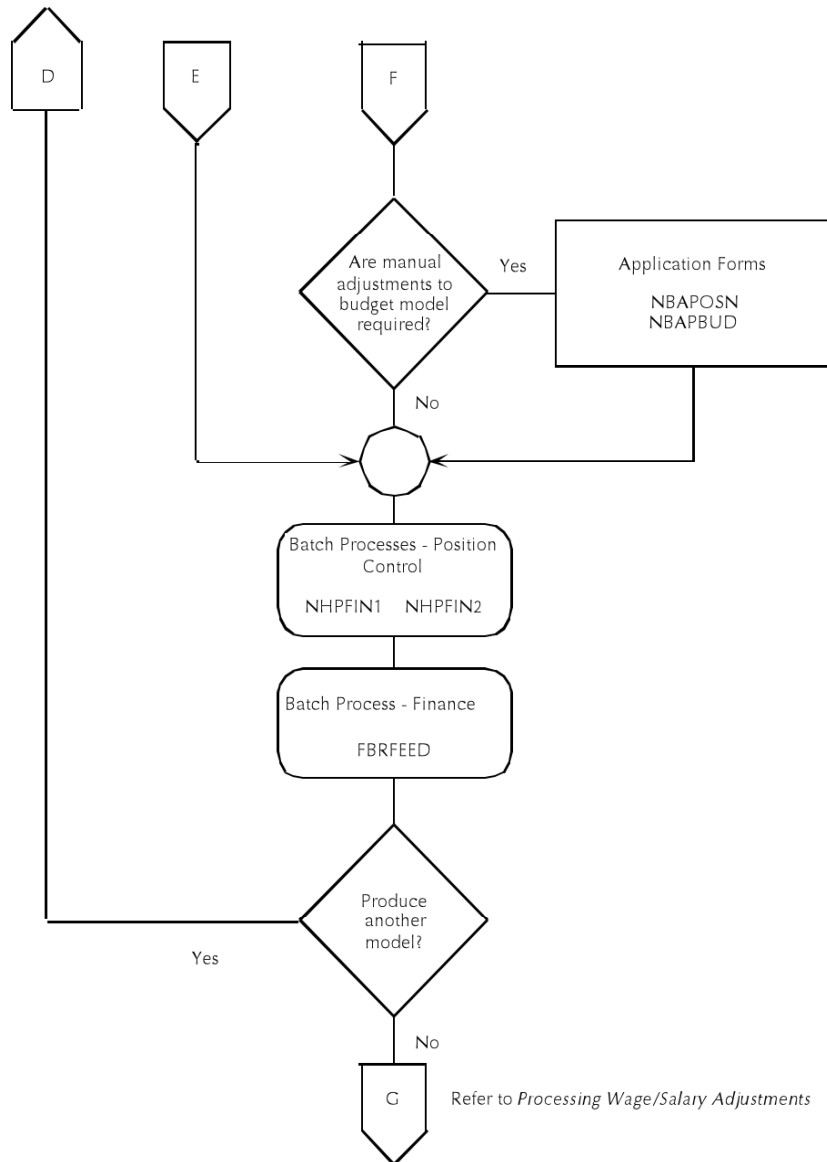 D
E
F
Are manual
adjustments to
budget model
required?
Yes
Application Forms
NBAPOSN
NBAPBUD
No
Batch Processes - Position
Control
NHPFIN1 NHPFIN2
Batch Process - Finance
FBRFEED
Produce
another
model?
Yes
No
G
Refer to Processing Wage/Salary Adjustments